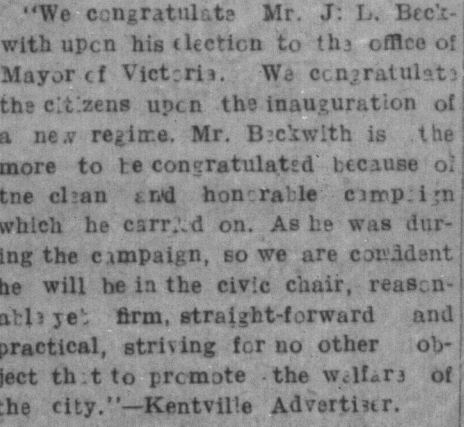 "We congratulate Mr. J. L. Beck-
with upon his election to the office of
Mayor of Victoria. We congratulate
the citizens upon the inauguration of
a new regime. Mr. Beckwith is the
more to be congratulated because of
tne clean and honorable campaign
which he carried on. As he was dur-
ing the campaign, so we are confident
he will be in the civic chair, reason-
able yet firm, straight-forward and
practical, striving for no other ob-
ject that to promote the welfare of
the city."—Kentville Advertiser.